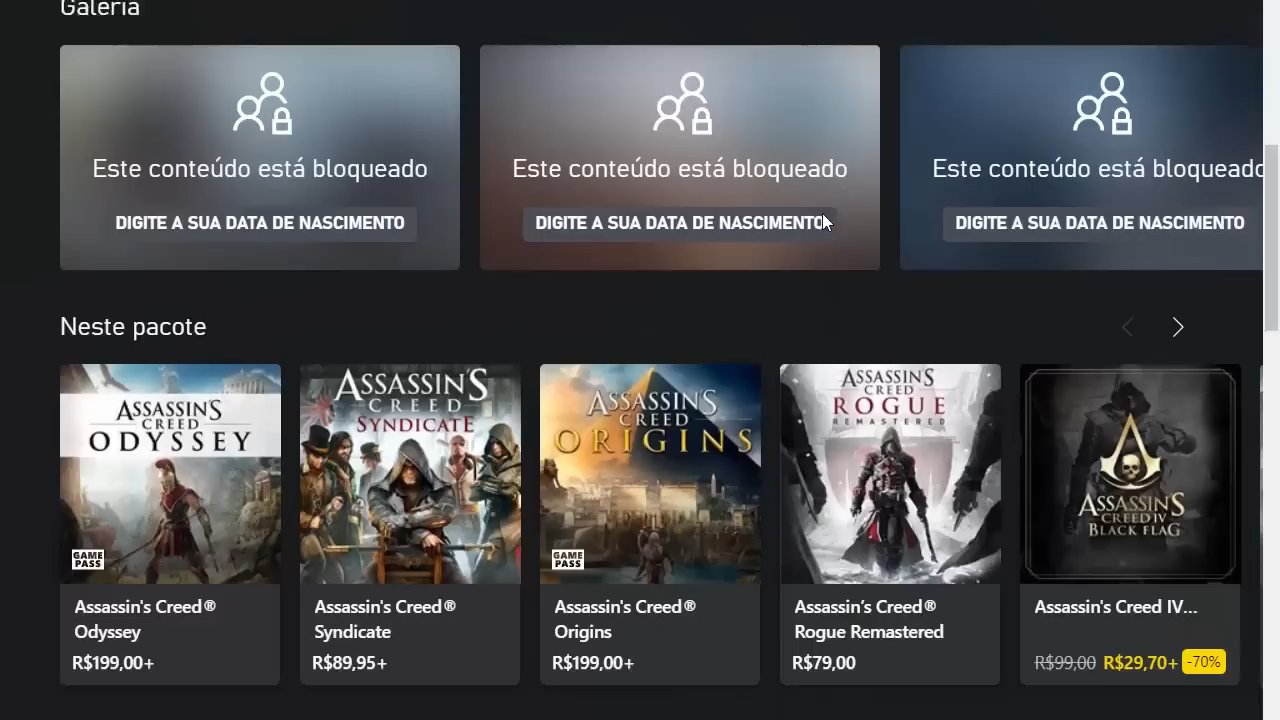 Galeria
Este conteúdo está bloqueado
DIGITE A SUA DATA DE NASCIMENTO
Este conteúdo está bloqueado
DIGITE A SUA DATA DE NASCIMENTO
Este conteúdo está bloqueado
DIGITE A SUA DATA DE NASCIMENTO
Neste pacote
ASSASSIN'S
CREED
ODYSSEY
GAME
PASS
Assassin's Creed®
Odyssey
R$199,00+
ASSASSIN'S
CREED
SYNDICATE
Assassin's Creed®
Syndicate
R$89,95+
ASSASSIN'S
CREED
ORIGINS
GAME
PASS
Assassin's Creed®
Origins
R$199,00+
ASSASSIN'S
CREED
ROGUE
REMASTERED
Assassin’s Creed®
Rogue Remastered
R$79,00
ASSASSIN'S
CREED IV
BLACK FLAG
Assassin's Creed IV...
R$99,00 R$29,70+ -70%